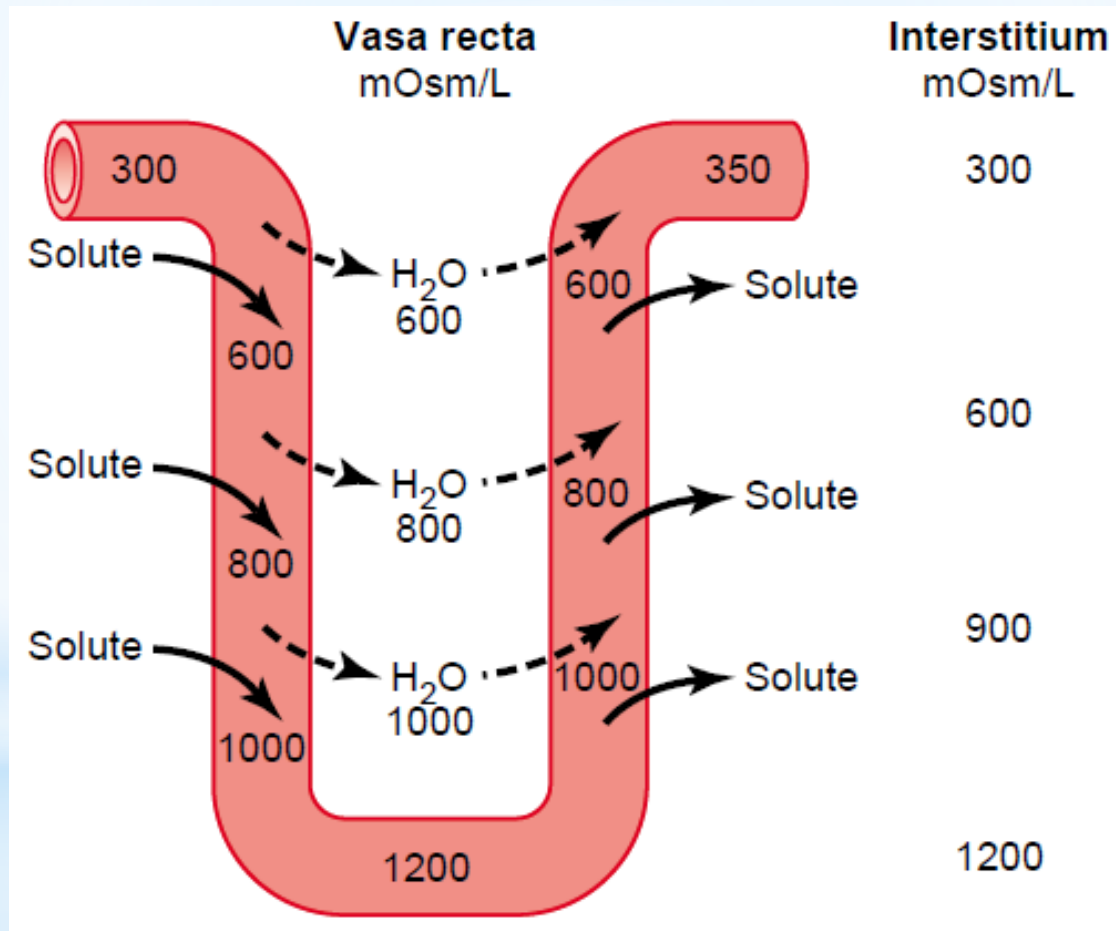 Vasa recta
mOsm/L
Interstitium
mOsm/L
300
350
300
Solute
H₂O
600
600
Solute
600
600
Solute
H₂O
800
800
Solute
800
900
Solute
H₂O
1000
1000
Solute
1000
1200
1200